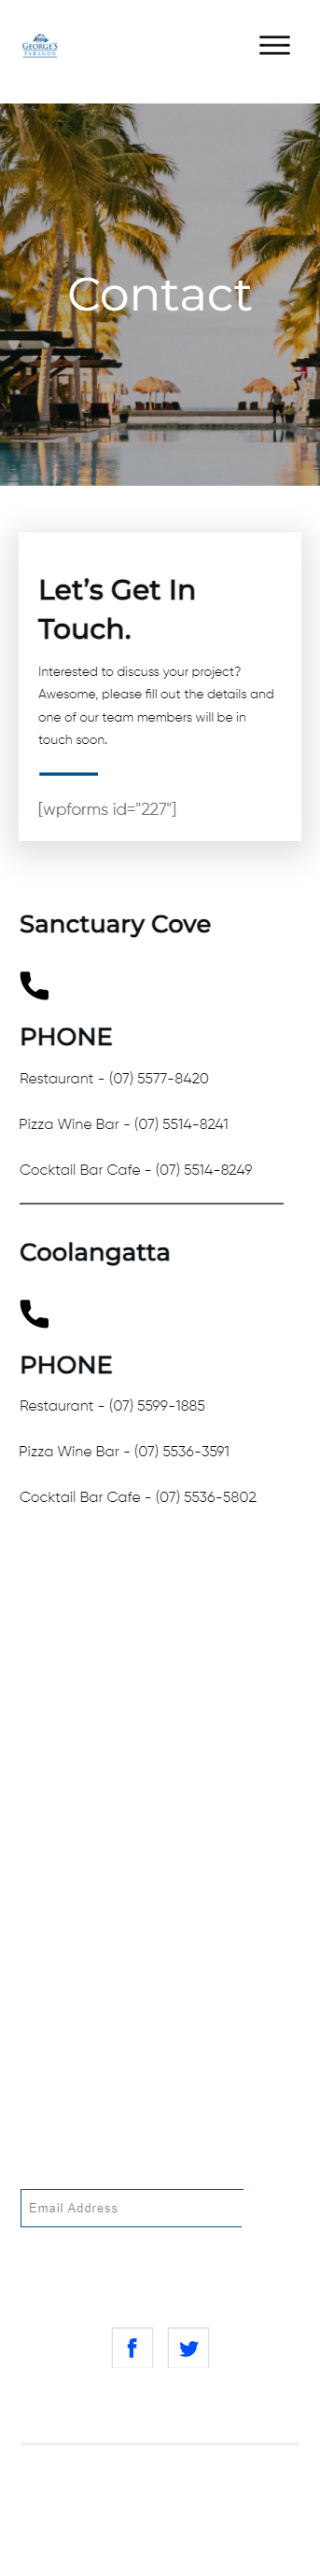 GEORGE'S
PARAGON
Contact
Let's Get In
Touch.
Interested to discuss your project?
Awesome, please fill out the details and
one of our team members will be in
touch soon.
[wpforms id="227"]
Sanctuary Cove
PHONE
Restaurant - (07) 5577-8420
Pizza Wine Bar - (07) 5514-8241
Cocktail Bar Cafe - (07) 5514-8249
Coolangatta
PHONE
Restaurant - (07) 5599-1885
Pizza Wine Bar - (07) 5536-3591
Cocktail Bar Cafe - (07) 5536-5802
Email Address